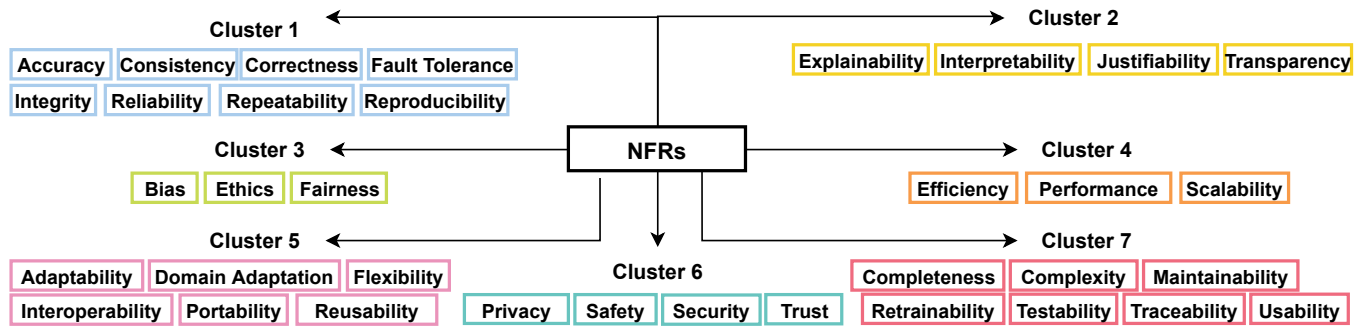 Cluster 1
Accuracy Consistency Correctness Fault Tolerance
Integrity Reliability Repeatability Reproducibility
Cluster 2
Explainability Interpretability Justifiability Transparency
NFRs
Cluster 3
Bias Ethics Fairness
Cluster 4
Efficiency Performance Scalability
Cluster 5
Adaptability Domain Adaptation Flexibility
Interoperability Portability Reusability
Cluster 6
Privacy Safety Security Trust
Cluster 7
Completeness Complexity Maintainability
Retrainability Testability Traceability Usability